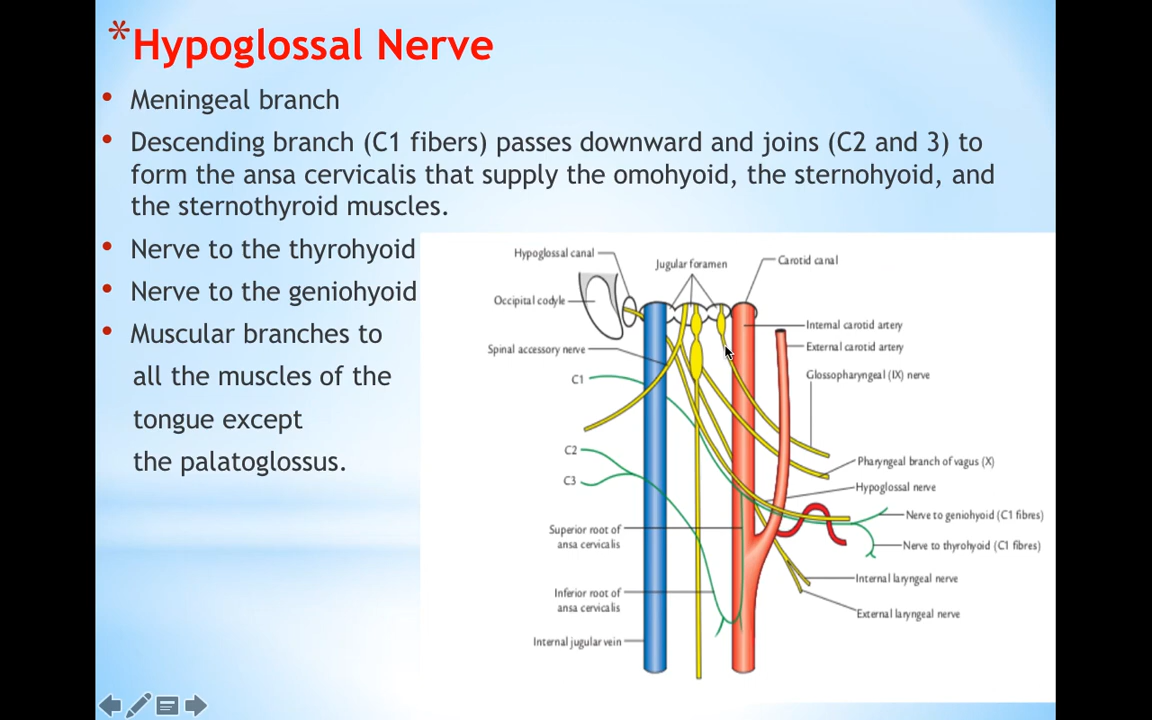 *Hypoglossal Nerve
• Meningeal branch
• Descending branch (C1 fibers) passes downward and joins (C2 and 3) to
form the ansa cervicalis that supply the omohyoid, the sternohyoid, and
the sternothyroid muscles.
• Nerve to the thyrohyoid
• Nerve to the geniohyoid
• Muscular branches to
all the muscles of the
tongue except
the palatoglossus.
Hypoglossal canal
Jugular foramen
Carotid canal
Occipital codyle
Internal carotid artery
External carotid artery
Spinal accessory nerve
Glossopharyngeal (IX) nerve
C1
C2
Pharyngeal branch of vagus (X)
C3
Hypoglossal nerve
Nerve to geniohyoid (C1 fibres)
Superior root of
ansa cervicalis
Nerve to thyrohyoid (C1 fibres)
Internal laryngeal nerve
Inferior root of
ansa cervicalis
External laryngeal nerve
Internal jugular vein